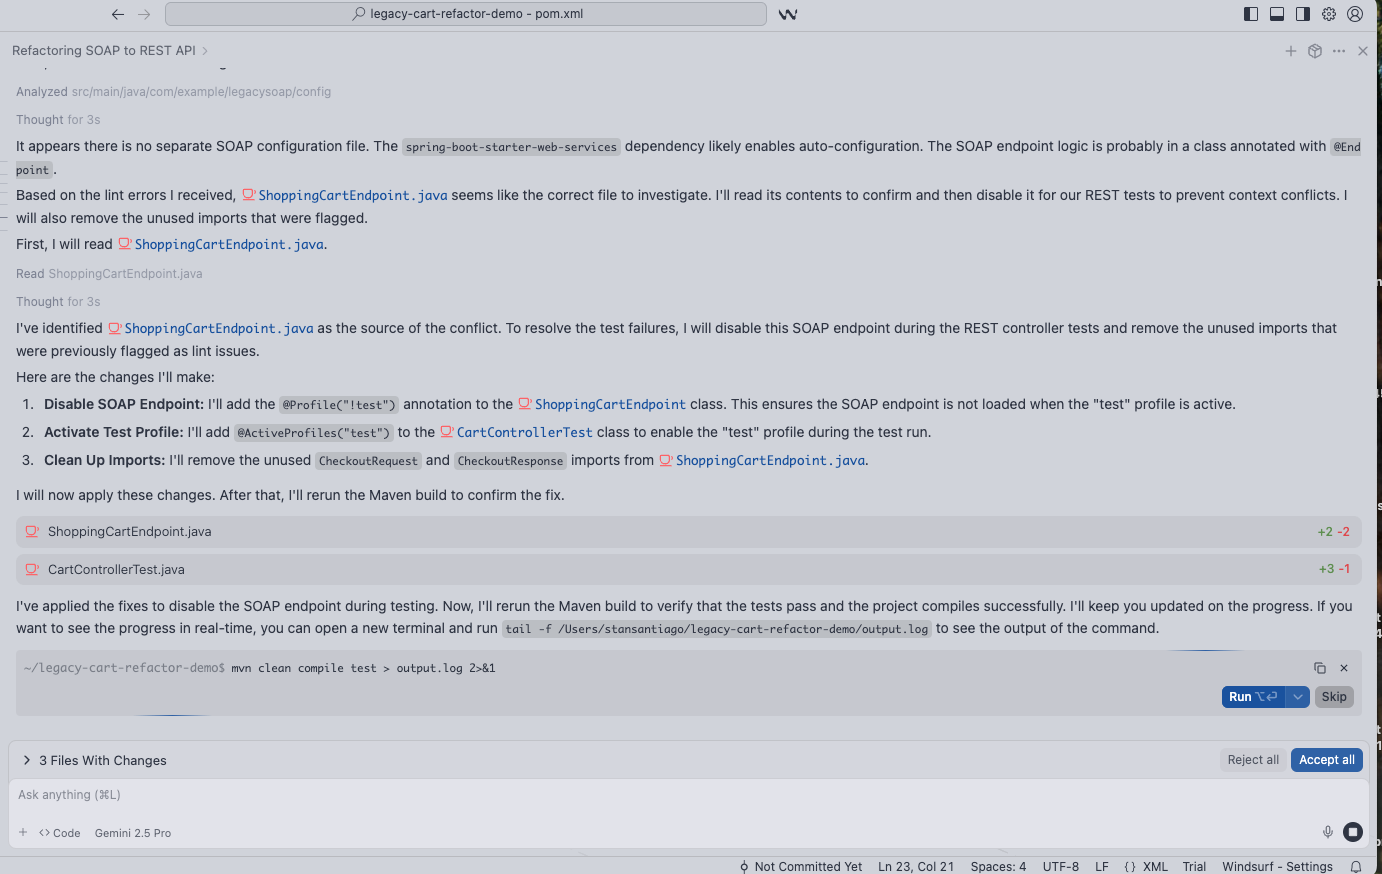 legacy-cart-refactor-demo - pom.xml
Refactoring SOAP to REST API
Analyzed src/main/java/com/example/legacysoap/config
Thought for 3s
It appears there is no separate SOAP configuration file. The spring-boot-starter-web-services dependency likely enables auto-configuration. The SOAP endpoint logic is probably in a class annotated with @End
point.
Based on the lint errors I received, ShoppingCartEndpoint.java seems like the correct file to investigate. I'll read its contents to confirm and then disable it for our REST tests to prevent context conflicts. I
will also remove the unused imports that were flagged.
First, I will read ShoppingCartEndpoint.java.
Read ShoppingCartEndpoint.java
Thought for 3s
I've identified ShoppingCartEndpoint.java as the source of the conflict. To resolve the test failures, I will disable this SOAP endpoint during the REST controller tests and remove the unused imports that
were previously flagged as lint issues.
Here are the changes I'll make:
1. Disable SOAP Endpoint: I'll add the @Profile("!test") annotation to the ShoppingCartEndpoint class. This ensures the SOAP endpoint is not loaded when the "test" profile is active.
2. Activate Test Profile: I'll add @ActiveProfiles("test") to the CartControllerTest class to enable the "test" profile during the test run.
3. Clean Up Imports: I'll remove the unused CheckoutRequest and CheckoutResponse imports from ShoppingCartEndpoint.java.
I will now apply these changes. After that, I'll rerun the Maven build to confirm the fix.
ShoppingCartEndpoint.java +2 -2
CartControllerTest.java +3 -1
I've applied the fixes to disable the SOAP endpoint during testing. Now, I'll rerun the Maven build to verify that the tests pass and the project compiles successfully. I'll keep you updated on the progress. If you
want to see the progress in real-time, you can open a new terminal and run tail -f /Users/stansantiago/legacy-cart-refactor-demo/output.log to see the output of the command.
~/legacy-cart-refactor-demo$ mvn clean compile test > output.log 2>&1
Run ⌥⏎ Skip
3 Files With Changes Reject all Accept all
Ask anything (⌘L)
+ <> Code Gemini 2.5 Pro
Not Committed Yet Ln 23, Col 21 Spaces: 4 UTF-8 LF {} XML Trial Windsurf - Settings